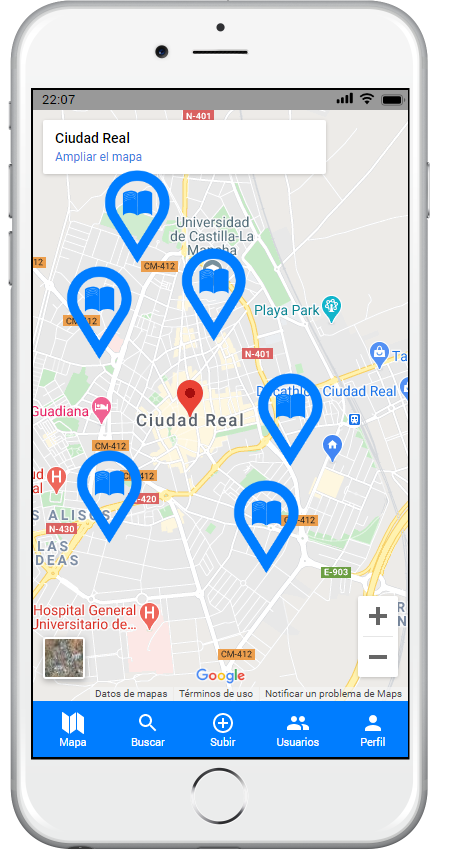 22:07
N-401
Ciudad Real
Ampliar el mapa
Universidad
de Castilla-La
Mancha
CM-412
CM-412
Playa Park
N-401
Ta
Decathlon Ciudad Real
Guadiana
Ciudad Real
CM-412
CM-412
al
N-420
S ALISOS
CM-412
N-430
LAS
DEAS
E-903
Hospital General
Universitario de...
R
N
CM-412
Google
Datos de mapas
Términos de uso
Notificar un problema de Maps
Mapa
Buscar
Subir
Usuarios
Perfil